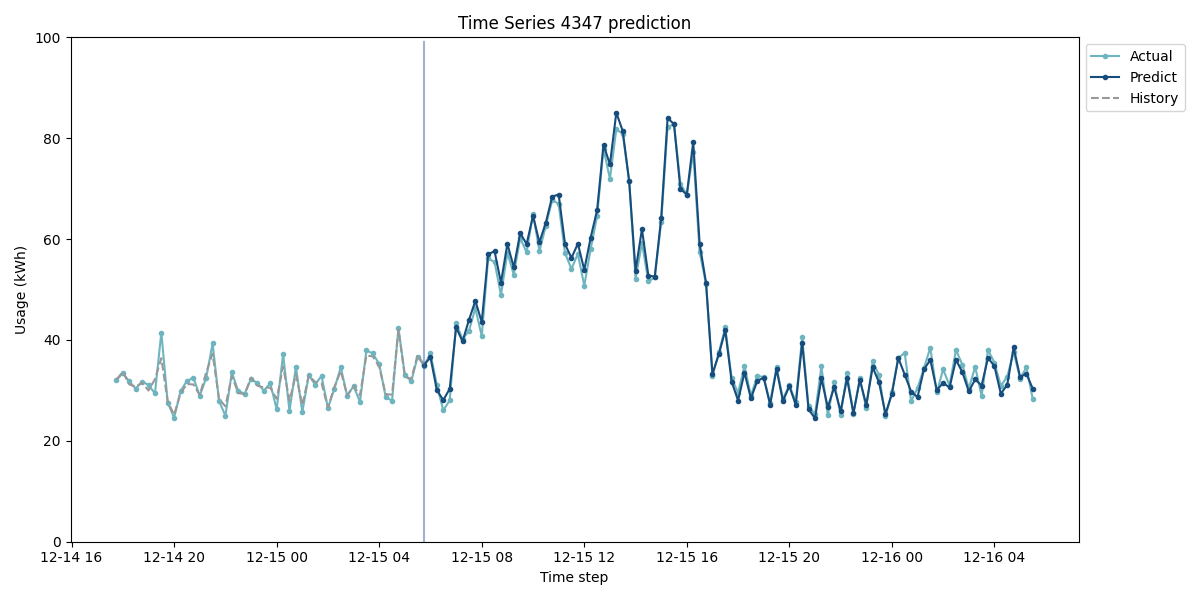 Time Series 4347 prediction
100
80
60
40
20
0
Usage (kWh)
12-14 16
12-14 20
12-15 00
12-15 04
12-15 08
12-15 12
12-15 16
12-15 20
12-16 00
12-16 04
Time step
Actual
Predict
History